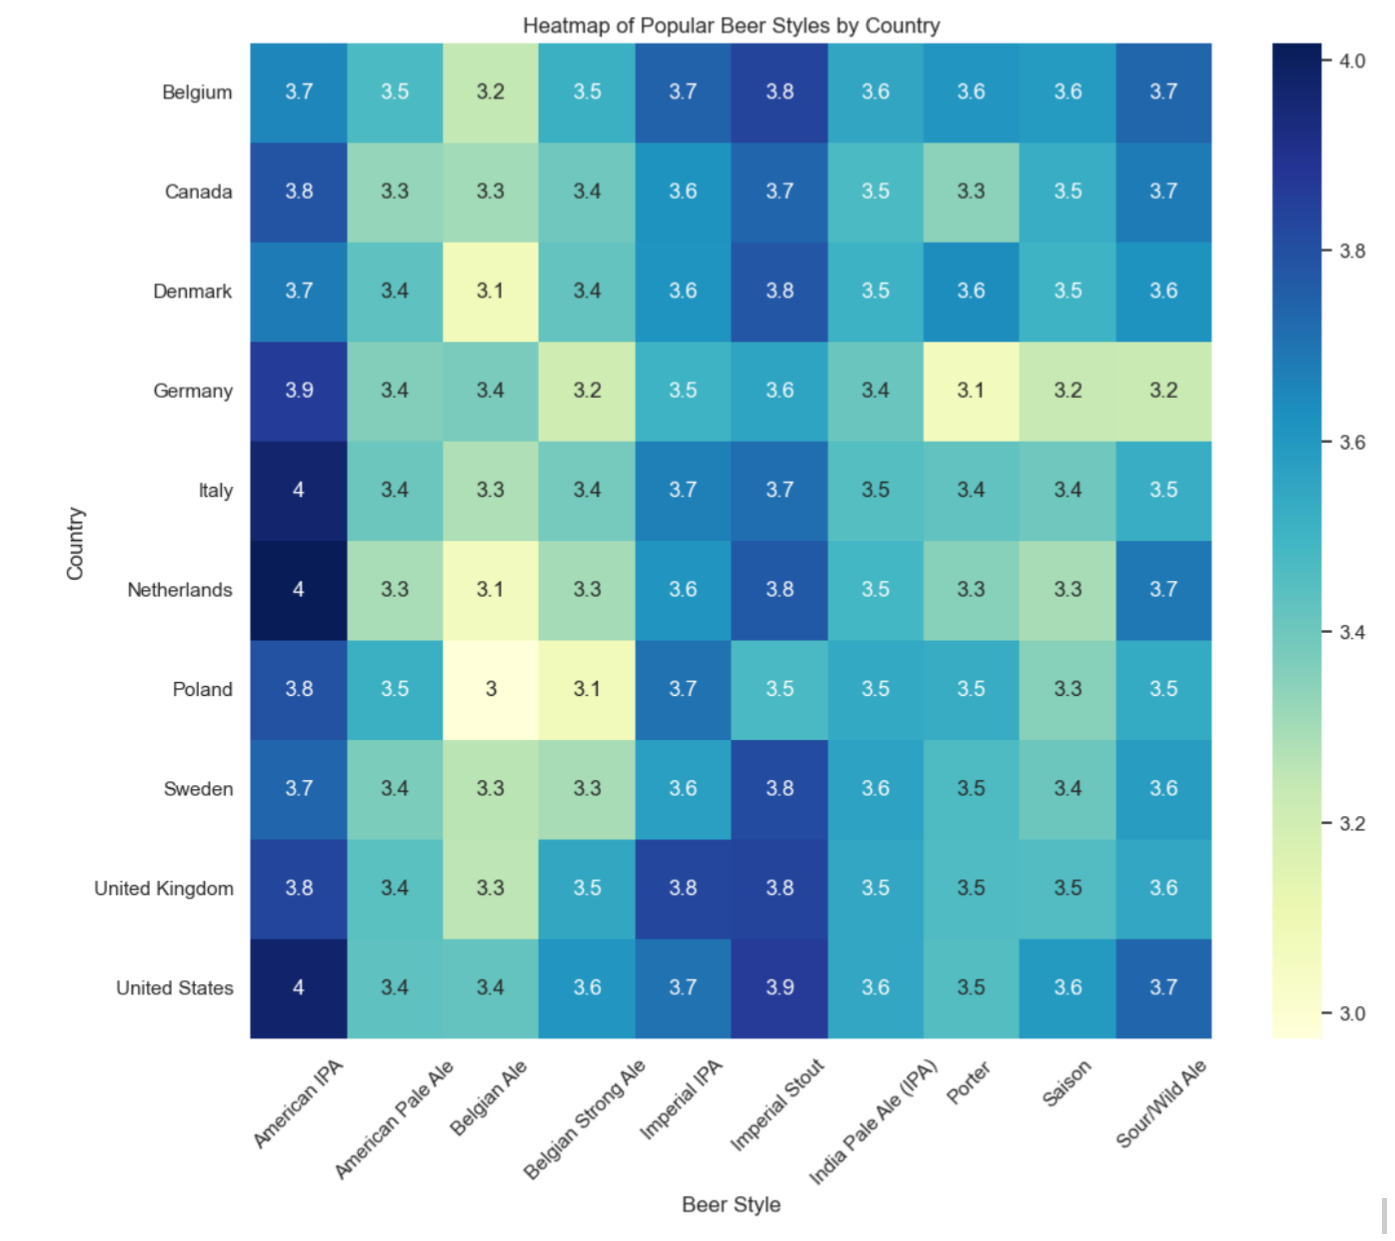 Heatmap of Popular Beer Styles by Country
Belgium 3.7 3.5 3.2 3.5 3.7 3.8 3.6 3.6 3.6 3.7
Canada 3.8 3.3 3.3 3.4 3.6 3.7 3.5 3.3 3.5 3.7
Denmark 3.7 3.4 3.1 3.4 3.6 3.8 3.5 3.6 3.5 3.6
Germany 3.9 3.4 3.4 3.2 3.5 3.6 3.4 3.1 3.2 3.2
Italy 4 3.4 3.3 3.4 3.7 3.7 3.5 3.4 3.4 3.5
Netherlands 4 3.3 3.1 3.3 3.6 3.8 3.5 3.3 3.3 3.7
Poland 3.8 3.5 3 3.1 3.7 3.5 3.5 3.5 3.3 3.5
Sweden 3.7 3.4 3.3 3.3 3.6 3.8 3.6 3.5 3.4 3.6
United Kingdom 3.8 3.4 3.3 3.5 3.8 3.8 3.5 3.5 3.5 3.6
United States 4 3.4 3.4 3.6 3.7 3.9 3.6 3.5 3.6 3.7
Country
American IPA
American Pale Ale
Belgian Ale
Belgian Strong Ale
Imperial IPA
Imperial Stout
India Pale Ale (IPA)
Porter
Saison
Sour/Wild Ale
Beer Style
4.0
3.8
3.6
3.4
3.2
3.0